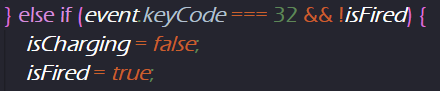 } else if (event.keyCode === 32 && !isFired) {
isCharging = false;
isFired = true;